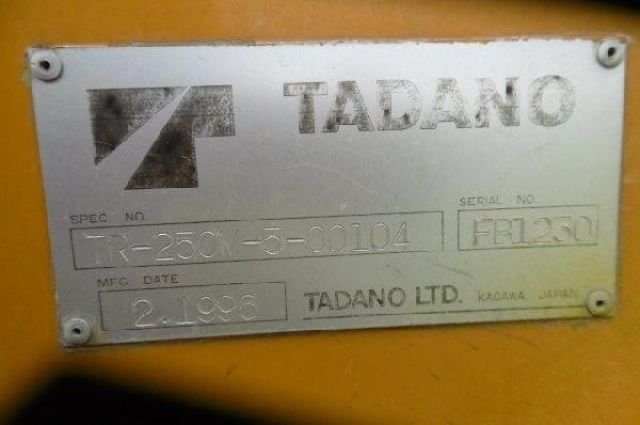 TADANO
SPEC NO
TR-250M-5-00104
SERIAL NO
FB1230
MFG. DATE
2.1996
TADANO LTD. KAGAWA JAPAN